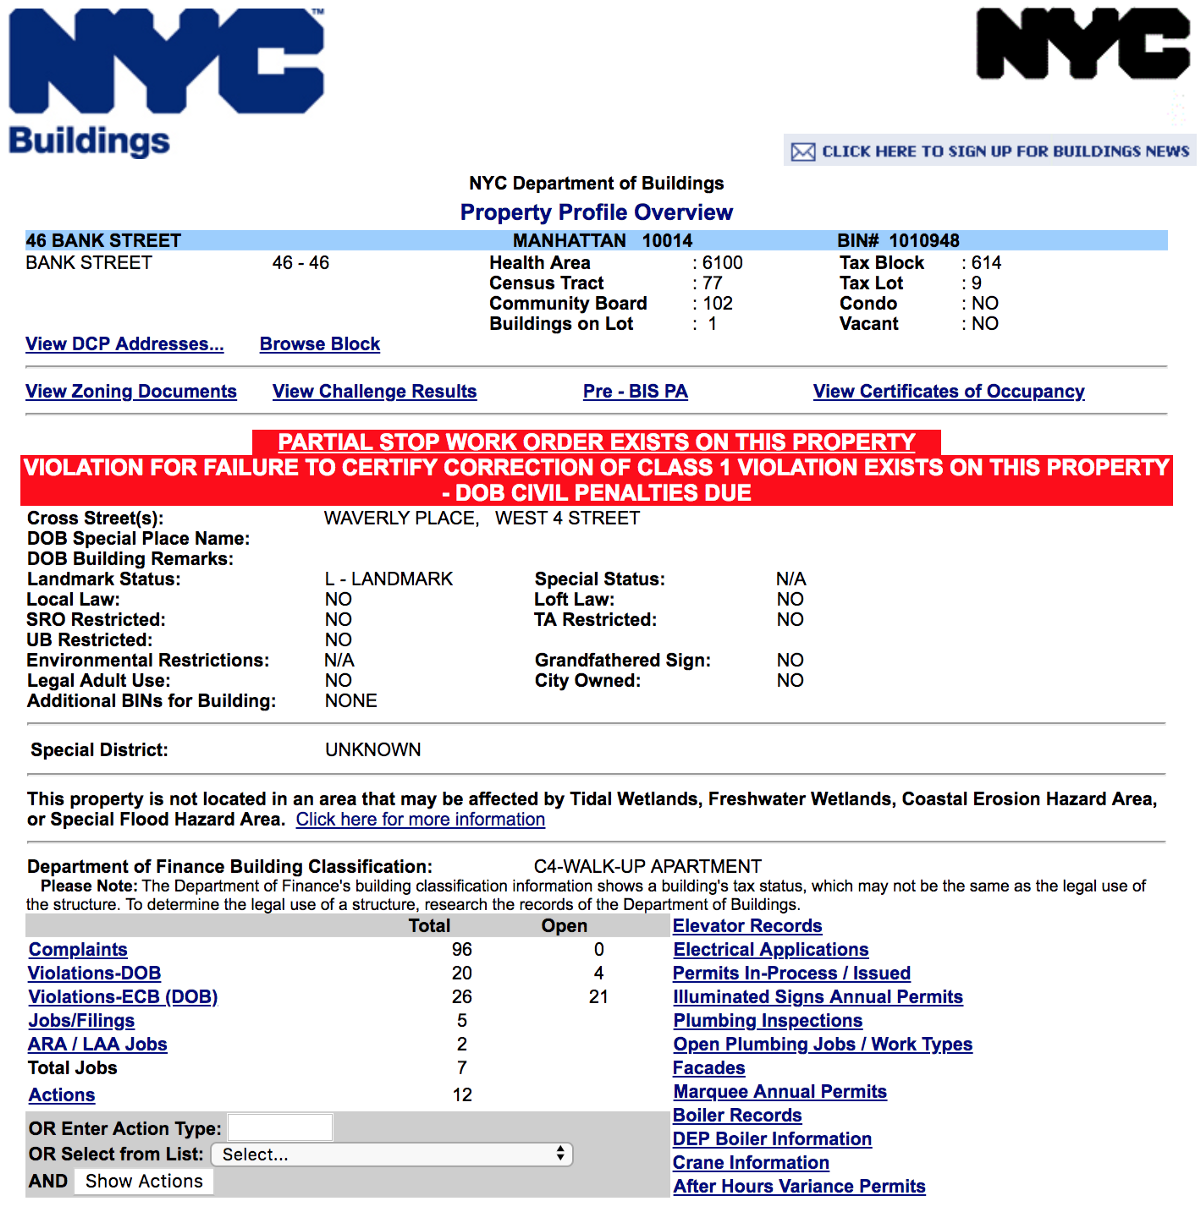 NYC™
NYC
Buildings
CLICK HERE TO SIGN UP FOR BUILDINGS NEWS
NYC Department of Buildings
Property Profile Overview
46 BANK STREET MANHATTAN 10014 BIN# 1010948
BANK STREET 46 - 46 Health Area : 6100 Tax Block : 614
Census Tract : 77 Tax Lot : 9
Community Board : 102 Condo : NO
Buildings on Lot : 1 Vacant : NO
View DCP Addresses... Browse Block
View Zoning Documents View Challenge Results Pre - BIS PA View Certificates of Occupancy
PARTIAL STOP WORK ORDER EXISTS ON THIS PROPERTY
VIOLATION FOR FAILURE TO CERTIFY CORRECTION OF CLASS 1 VIOLATION EXISTS ON THIS PROPERTY
- DOB CIVIL PENALTIES DUE
Cross Street(s): WAVERLY PLACE, WEST 4 STREET
DOB Special Place Name:
DOB Building Remarks:
Landmark Status: L - LANDMARK Special Status: N/A
Local Law: NO Loft Law: NO
SRO Restricted: NO TA Restricted: NO
UB Restricted: NO
Environmental Restrictions: N/A Grandfathered Sign: NO
Legal Adult Use: NO City Owned: NO
Additional BINs for Building: NONE
Special District: UNKNOWN
This property is not located in an area that may be affected by Tidal Wetlands, Freshwater Wetlands, Coastal Erosion Hazard Area,
or Special Flood Hazard Area. Click here for more information
Department of Finance Building Classification: C4-WALK-UP APARTMENT
Please Note: The Department of Finance's building classification information shows a building's tax status, which may not be the same as the legal use of
the structure. To determine the legal use of a structure, research the records of the Department of Buildings.
Total Open Elevator Records
Complaints 96 0 Electrical Applications
Violations-DOB 20 4 Permits In-Process / Issued
Violations-ECB (DOB) 26 21 Illuminated Signs Annual Permits
Jobs/Filings 5 Plumbing Inspections
ARA / LAA Jobs 2 Open Plumbing Jobs / Work Types
Total Jobs 7 Facades
Actions 12 Marquee Annual Permits
Boiler Records
OR Enter Action Type: DEP Boiler Information
OR Select from List: Select... Crane Information
AND Show Actions After Hours Variance Permits